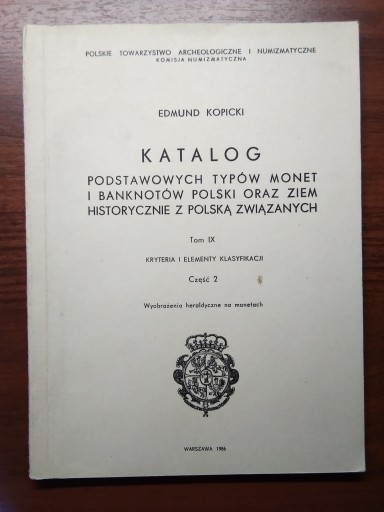 POLSKIE TOWARZYSTWO ARCHEOLOGICZNE I NUMIZMATYCZNE
KOMISJA NUMIZMATYCZNA
EDMUND KOPICKI
KATALOG
PODSTAWOWYCH TYPÓW MONET
I BANKNOTÓW POLSKI ORAZ ZIEM
HISTORYCZNIE Z POLSKĄ ZWIĄZANYCH
Tom IX
KRYTERIA I ELEMENTY KLASYFIKACJI
Część 2
Wyobrażenia heraldyczne na monetach
WARSZAWA 1986